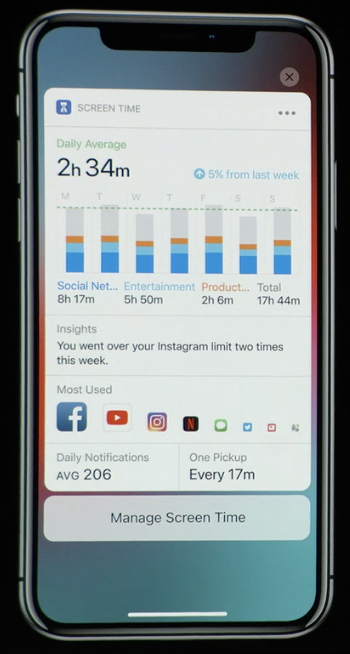 SCREEN TIME
Daily Average
2h 34m
5% from last week
M T W T F S S
Social Net... Entertainment Product... Total
8h 17m 5h 50m 2h 6m 17h 44m
Insights
You went over your Instagram limit two times
this week.
Most Used
Daily Notifications One Pickup
AVG 206 Every 17m
Manage Screen Time